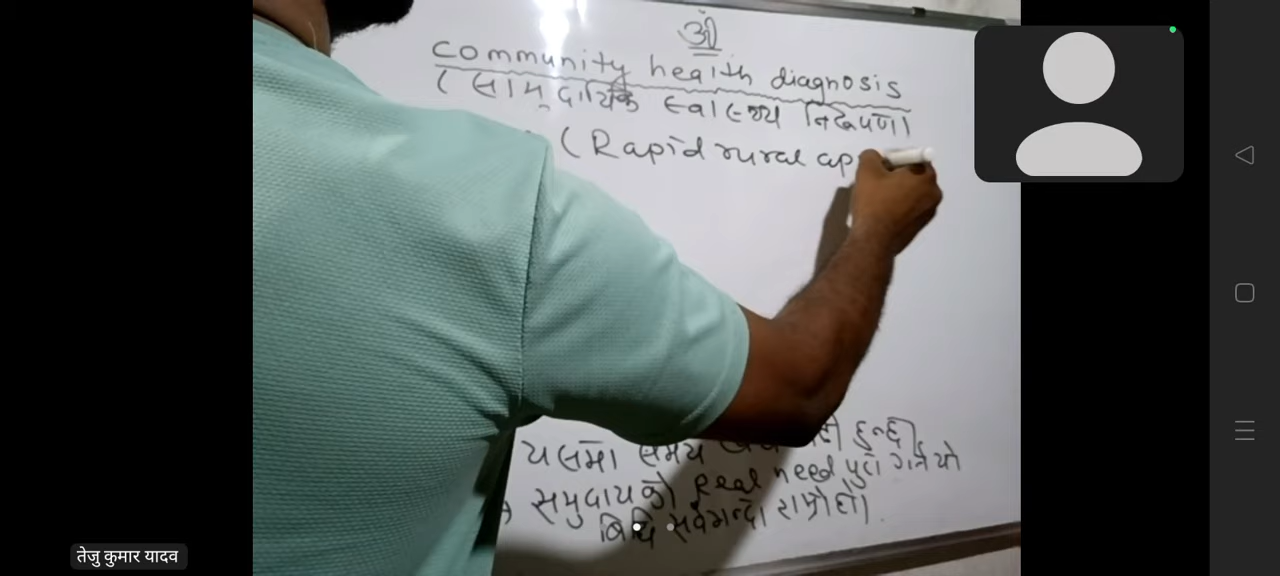 ॐ
community health diagnosis
(सामुदायिक स्वास्थ्य निरूपण)
(Rapid rural ap
यसमा समय हुन्छ।
समुदायको real need पुरा गर्न यो
बिधि सबैभन्दा राम्रो हो।
तेजु कुमार यादव